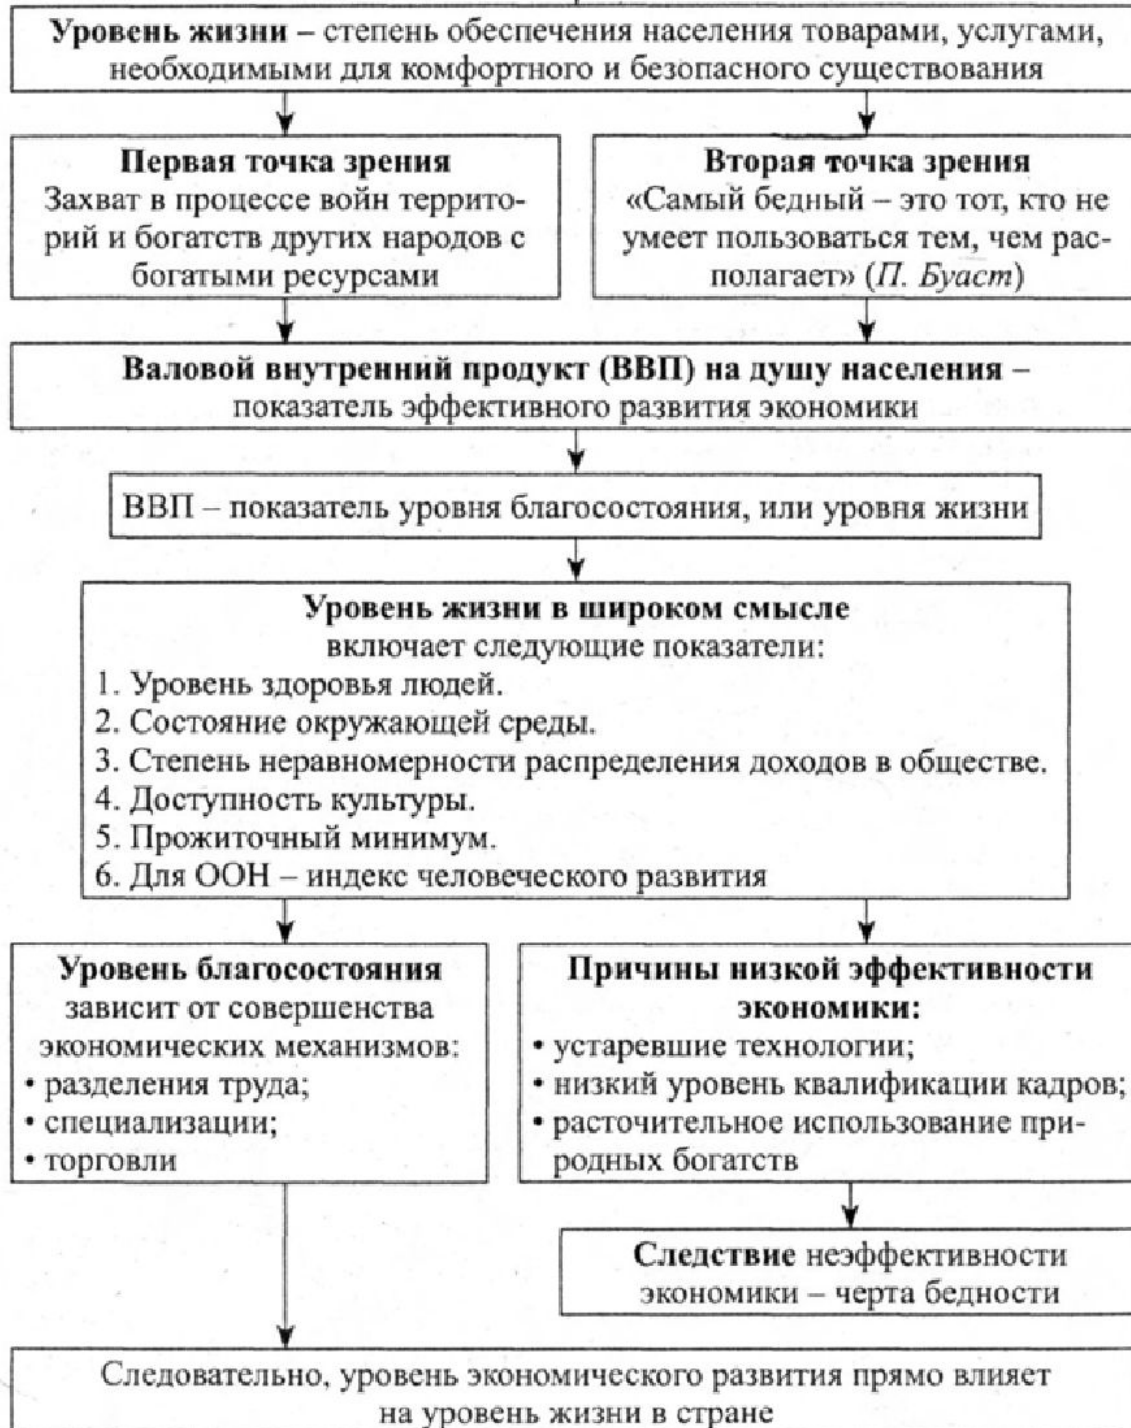 Уровень жизни – степень обеспечения населения товарами, услугами,
необходимыми для комфортного и безопасного существования
Первая точка зрения
Захват в процессе войн террито-
рий и богатств других народов с
богатыми ресурсами
Вторая точка зрения
«Самый бедный – это тот, кто не
умеет пользоваться тем, чем рас-
полагает» (П. Буаст)
Валовой внутренний продукт (ВВП) на душу населения –
показатель эффективного развития экономики
ВВП – показатель уровня благосостояния, или уровня жизни
Уровень жизни в широком смысле
включает следующие показатели:
1. Уровень здоровья людей.
2. Состояние окружающей среды.
3. Степень неравномерности распределения доходов в обществе.
4. Доступность культуры.
5. Прожиточный минимум.
6. Для ООН – индекс человеческого развития
Уровень благосостояния
зависит от совершенства
экономических механизмов:
• разделения труда;
• специализации;
• торговли
Причины низкой эффективности
экономики:
• устаревшие технологии;
• низкий уровень квалификации кадров;
• расточительное использование при-
родных богатств
Следствие неэффективности
экономики – черта бедности
Следовательно, уровень экономического развития прямо влияет
на уровень жизни в стране